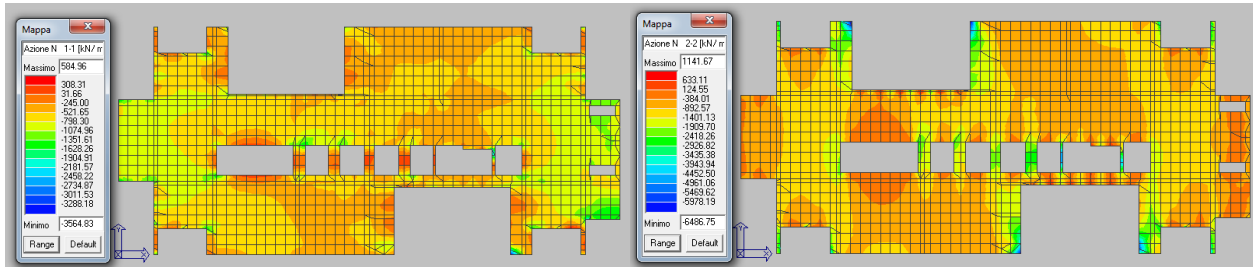 Mappa
Azione N 1-1 [kN/ m
Massimo 584.96
308.31
31.66
-245.00
-521.65
-798.30
-1074.96
-1351.61
-1628.26
-1904.91
-2181.57
-2458.22
-2734.87
-3011.53
-3288.18
Minimo -3564.83
Range Default
Mappa
Azione N 2-2 [kN/ m
Massimo 1141.67
633.11
124.55
-384.01
-892.57
-1401.13
-1909.70
-2418.26
-2926.82
-3435.38
-3943.94
-4452.50
-4961.06
-5469.62
-5978.19
Minimo -6486.75
Range Default